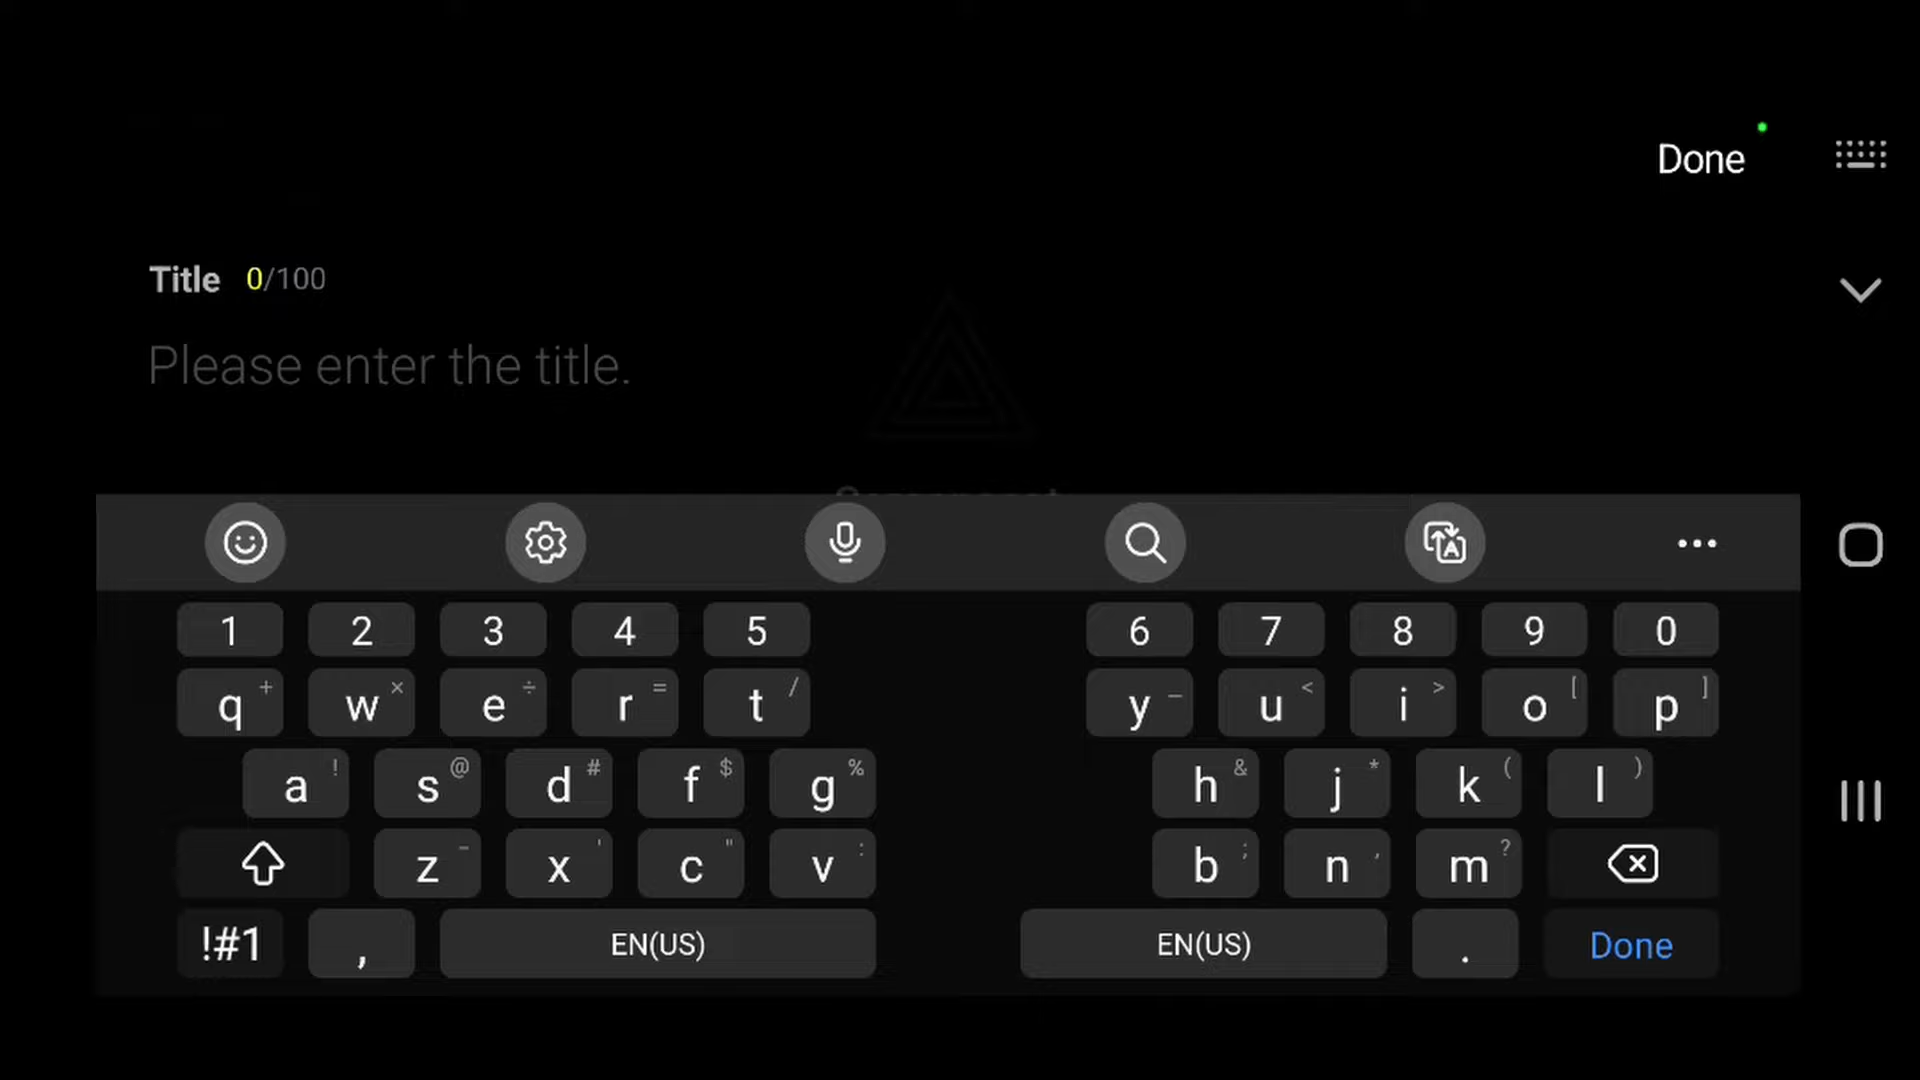 Done
Title 0/100
Please enter the title.
1 2 3 4 5 6 7 8 9 0
q + w × e ÷ r = t / y _ u < i > o [ p ]
a ! s @ d # f $ g % h & j * k ( l )
z - x ' c " v : b ; n , m ?
!#1 , EN(US) EN(US) . Done